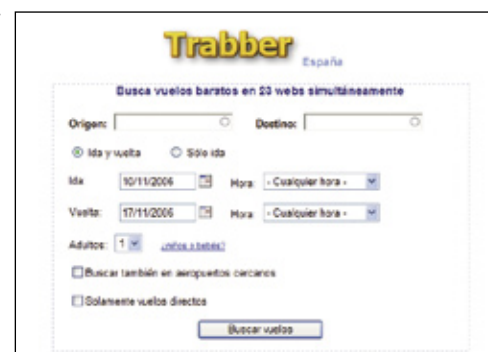 Trabber
España
Busca vuelos baratos en 23 webs simultáneamente
Origen: Destino:
Ida y vuelta Sólo ida
Ida: 10/11/2006 Hora: - Cualquier hora -
Vuelta: 17/11/2006 Hora: - Cualquier hora -
Adultos: 1 ¿niños o bebés?
Buscar también en aeropuertos cercanos
Solamente vuelos directos
Buscar vuelos